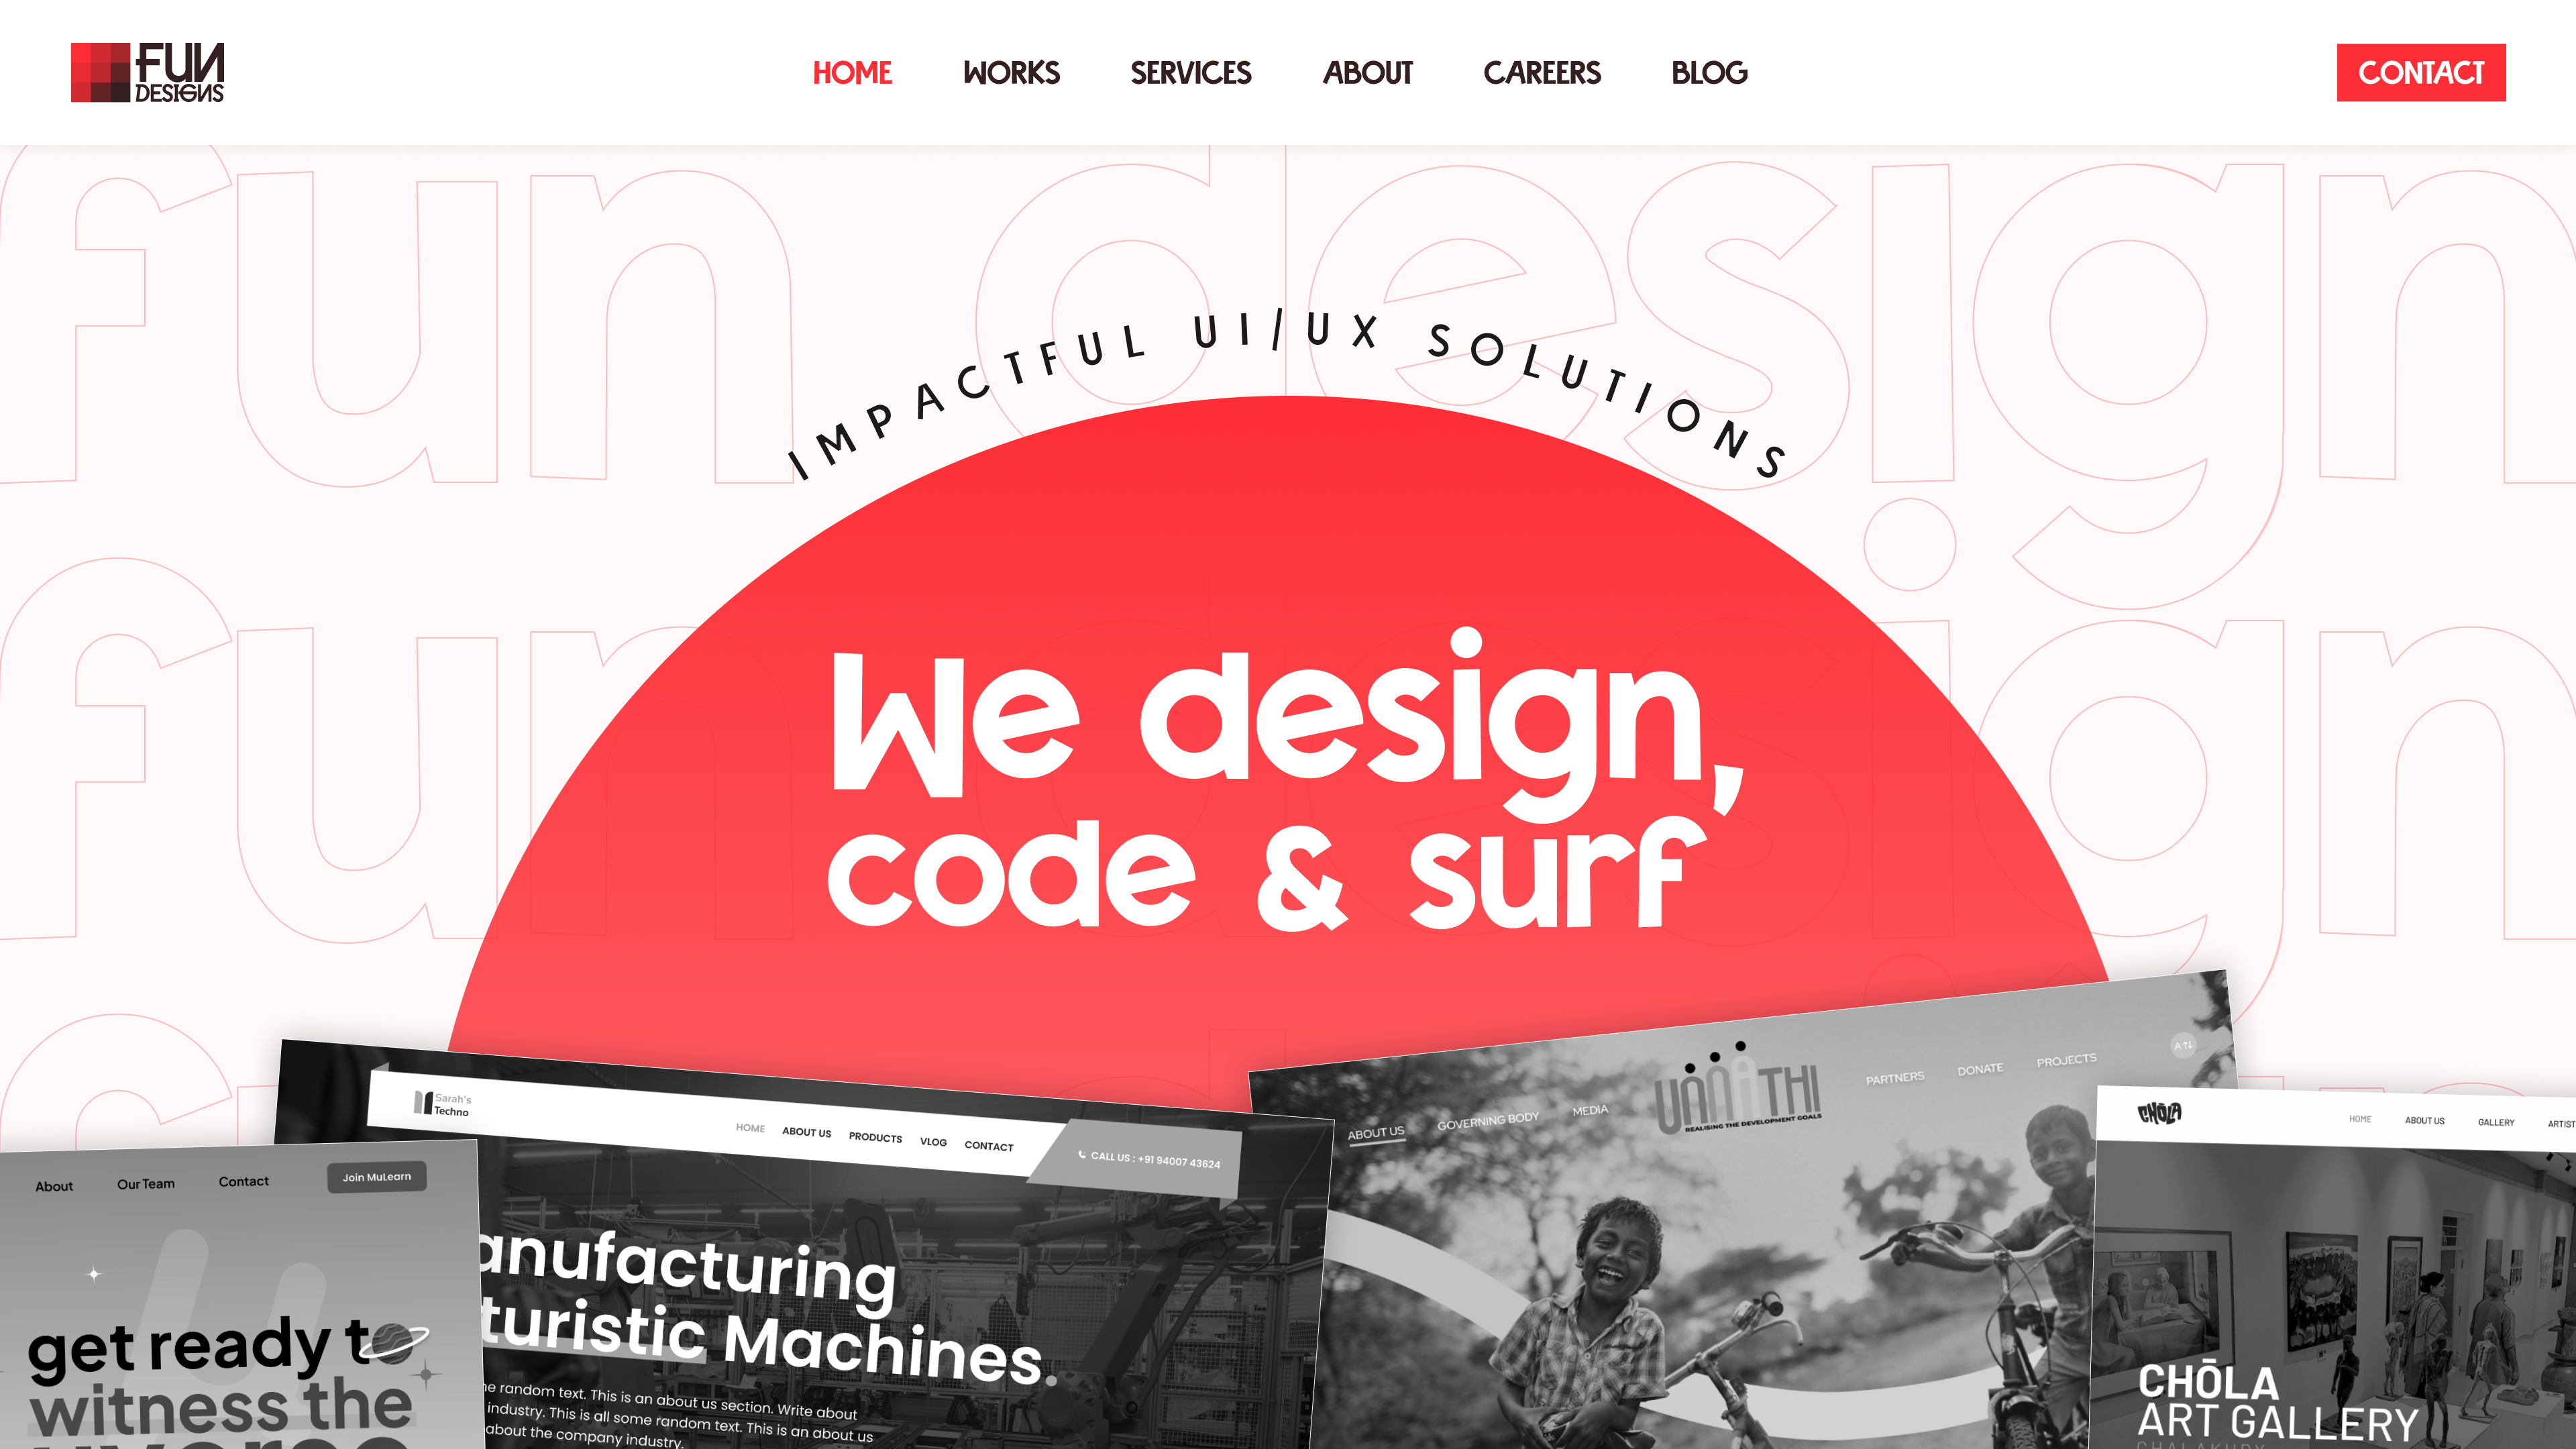 FUN
DESIGNS
HOME WORKS SERVICES ABOUT CAREERS BLOG
CONTACT
fun design
IMPACTFUL UI/UX SOLUTIONS
fun design
We design,
code & surf
Sarah's
Techno
HOME ABOUT US PRODUCTS VLOG CONTACT
CALL US : +91 94007 43624
anufacturing
turistic Machines.
ne random text. This is an about us section. Write about
industry. This is all some random text. This is an about us
about the company industry.
About Our Team Contact
Join MuLearn
get ready to
witness the
ABOUT US GOVERNING BODY MEDIA
UNNATHI
REALISING THE DEVELOPMENT GOALS
PARTNERS DONATE PROJECTS
CHŌLA
HOME ABOUT US GALLERY ARTIST
CHŌLA
ART GALLERY
CHALAKUDY